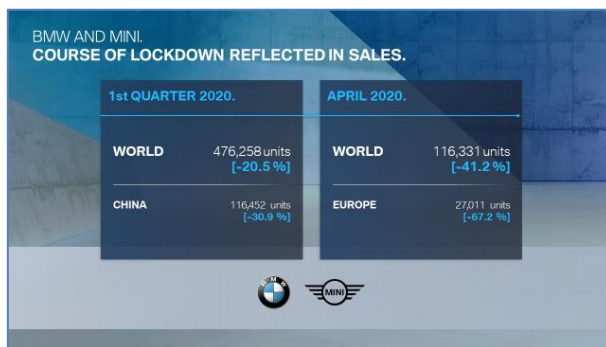 BMW AND MINI.
COURSE OF LOCKDOWN REFLECTED IN SALES.
1st QUARTER 2020.
WORLD 476,258 units
[-20.5 %]
CHINA 116,452 units
[-30.9 %]
APRIL 2020.
WORLD 116,331 units
[-41.2 %]
EUROPE 27,011 units
[-67.2 %]
BMW
MINI